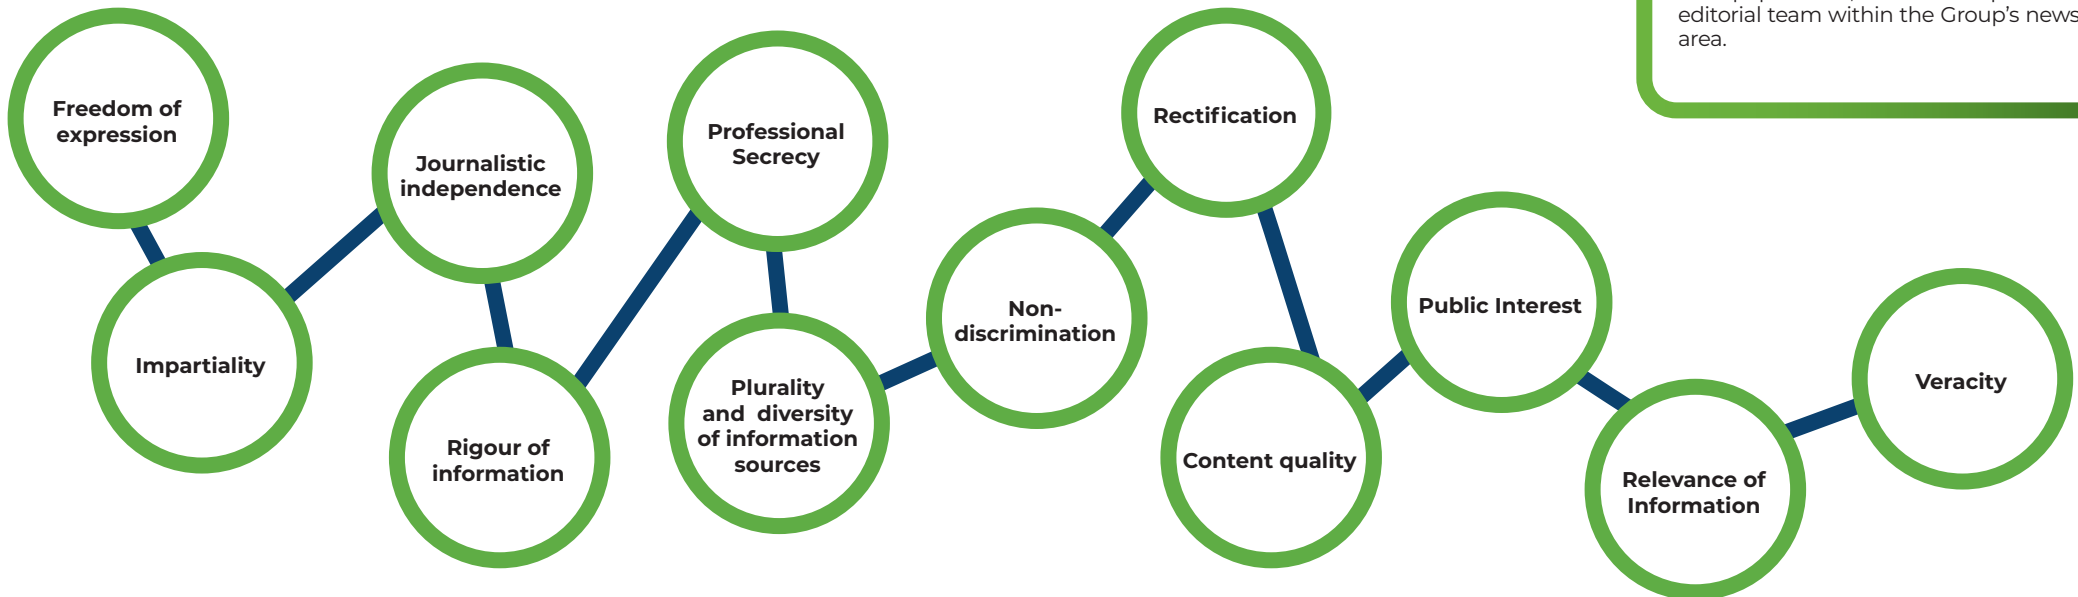 editorial team within the Group's news
area.
Freedom of
expression
Impartiality
Journalistic
independence
Rigour of
information
Professional
Secrecy
Plurality
and diversity
of information
sources
Non-
discrimination
Rectification
Content quality
Public Interest
Relevance of
Information
Veracity